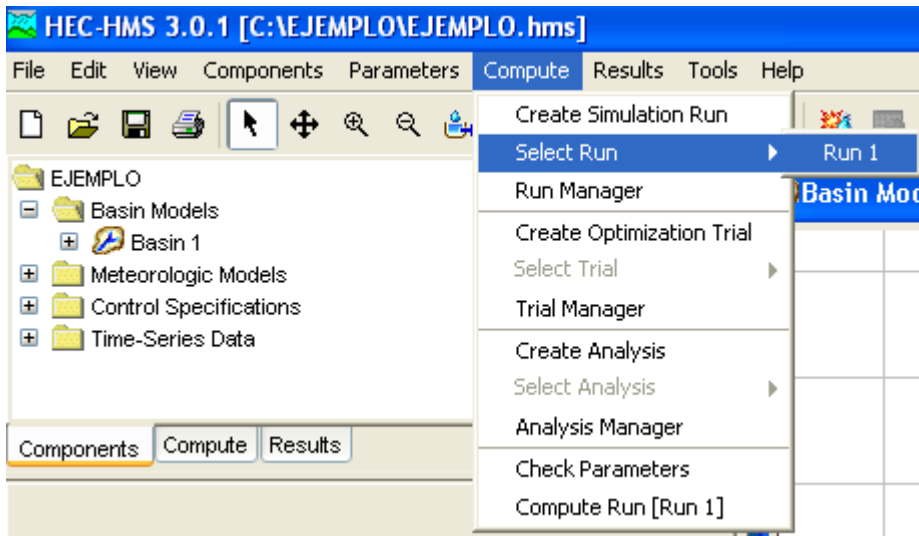 HEC-HMS 3.0.1 [C:\EJEMPLO\EJEMPLO.hms]
File Edit View Components Parameters Compute Results Tools Help
Create Simulation Run
Select Run
Run 1
Run Manager
Create Optimization Trial
Select Trial
Trial Manager
Create Analysis
Select Analysis
Analysis Manager
Check Parameters
Compute Run [Run 1]
EJEMPLO
Basin Models
Basin 1
Meteorologic Models
Control Specifications
Time-Series Data
Components Compute Results
Basin Mod